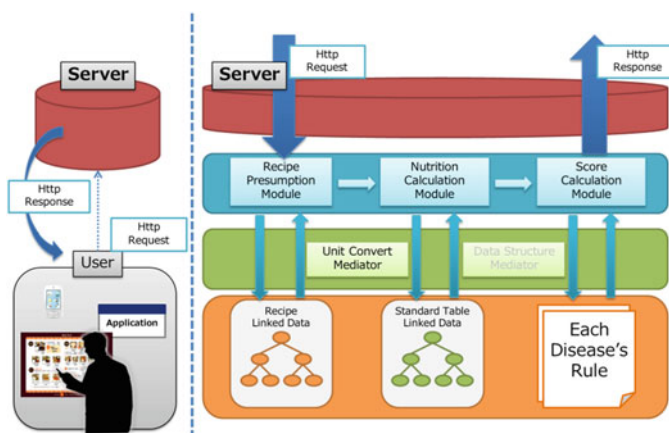 Server
Http
Response
Http
Request
User
Application
Server
Http
Request
Http
Response
Recipe
Presumption
Module
Nutrition
Calculation
Module
Score
Calculation
Module
Unit Convert
Mediator
Data Structure
Mediator
Recipe
Linked Data
Standard Table
Linked Data
Each
Disease's
Rule